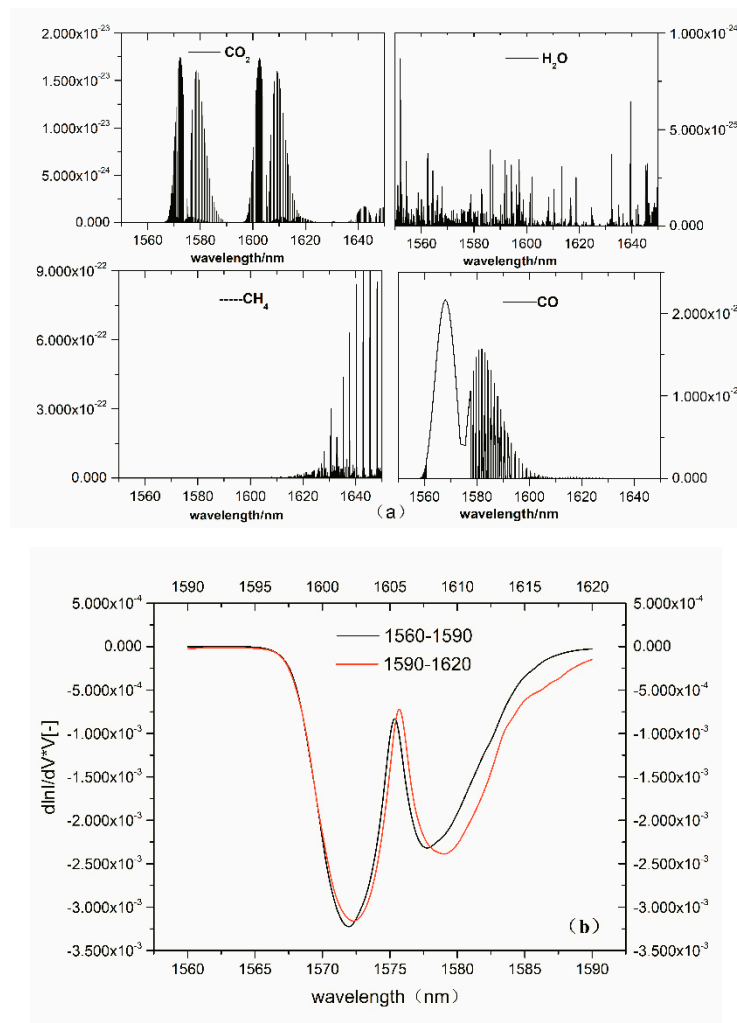 2.000x10⁻²³
1.500x10⁻²³
1.000x10⁻²³
5.000x10⁻²⁴
0.000
CO₂
1560 1580 1600 1620 1640
wavelength/nm
H₂O
1.000x10⁻²⁴
5.000x10⁻²⁵
0.000
1560 1580 1600 1620 1640
wavelength/nm
9.000x10⁻²²
6.000x10⁻²²
3.000x10⁻²²
0.000
CH₄
1560 1580 1600 1620 1640
wavelength/nm
CO
0.000
1560 1580 1600 1620 1640
wavelength/nm
(a)
1590 1595 1600 1605 1610 1615 1620
5.000x10⁻⁴ 5.000x10⁻⁴
0.000 0.000
-5.000x10⁻⁴ -5.000x10⁻⁴
-1.000x10⁻³ -1.000x10⁻³
-1.500x10⁻³ -1.500x10⁻³
-2.000x10⁻³ -2.000x10⁻³
-2.500x10⁻³ -2.500x10⁻³
-3.000x10⁻³ -3.000x10⁻³
-3.500x10⁻³ -3.500x10⁻³
dlnI/dV*V[-]
1560-1590
1590-1620
(b)
1560 1565 1570 1575 1580 1585 1590
wavelength（nm）